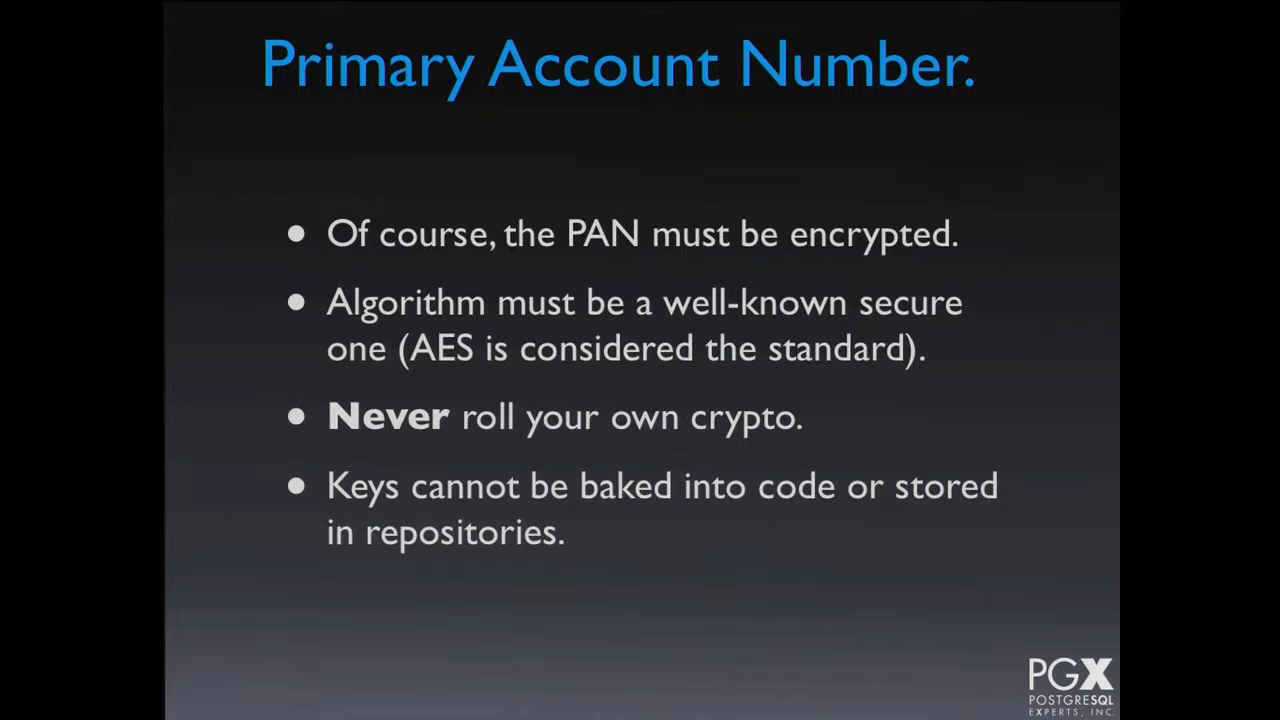 Primary Account Number.
• Of course, the PAN must be encrypted.
• Algorithm must be a well-known secure
one (AES is considered the standard).
• Never roll your own crypto.
• Keys cannot be baked into code or stored
in repositories.
PGX
POSTGRESQL
EXPERTS, INC.